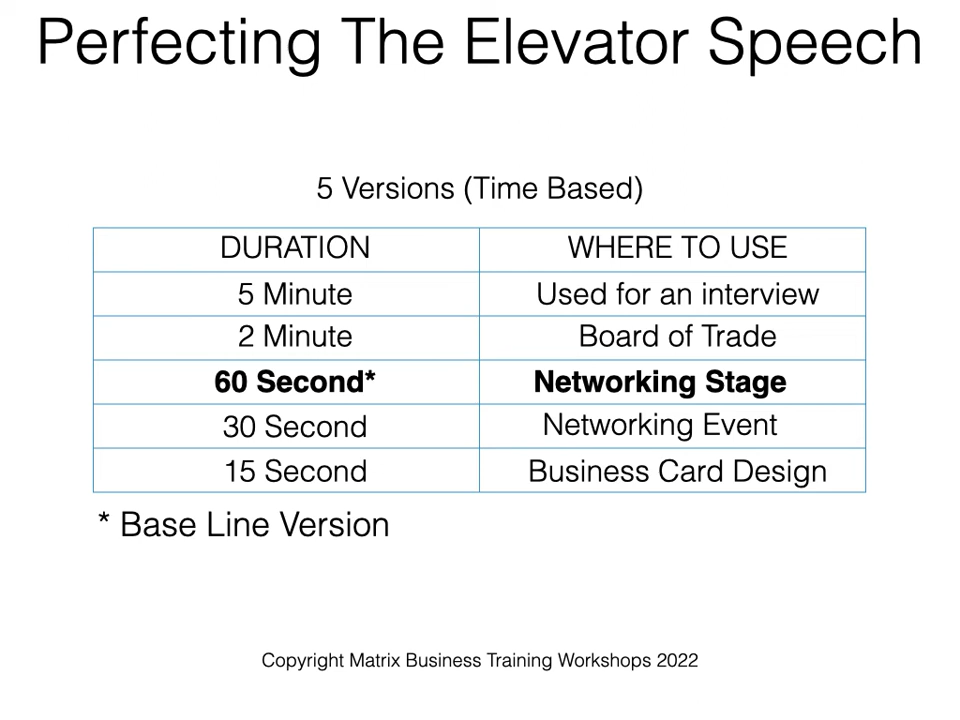 Perfecting The Elevator Speech
5 Versions (Time Based)
DURATION WHERE TO USE
5 Minute Used for an interview
2 Minute Board of Trade
60 Second* Networking Stage
30 Second Networking Event
15 Second Business Card Design
* Base Line Version
Copyright Matrix Business Training Workshops 2022